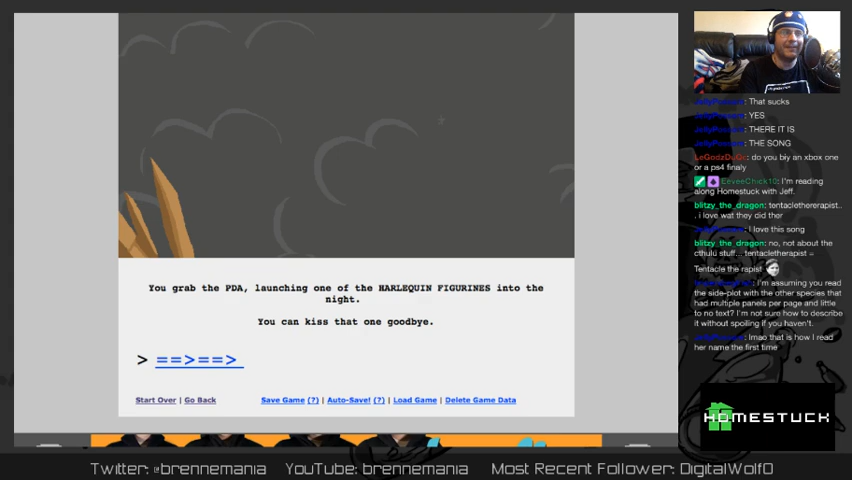 You grab the PDA, launching one of the HARLEQUIN FIGURINES into the
night.
You can kiss that one goodbye.
> ==>==>
Start Over | Go Back
Save Game (?) | Auto-Save! (?) | Load Game | Delete Game Data
: That sucks
: YES
: THERE IT IS
: THE SONG
: do you biy an xbox one
or a ps4 finaly
EeveeChick10: I'm reading
along Homestuck with Jeff.
blitzy_the_dragon: tentaclethererapist..
. i love wat they did ther
: I love this song
blitzy_the_dragon: no, not about the
cthulu stuff... tentacletherapist =
Tentacle the rapist
: I'm assuming you read
the side-plot with the other species that
had multiple panels per page and little
to no text? I'm not sure how to describe
it without spoiling if you haven't.
: lmao that is how I read
her name the first time
HOMESTUCK
Twitter: @brennemania YouTube: brennemania Most Recent Follower: DigitalWolf0